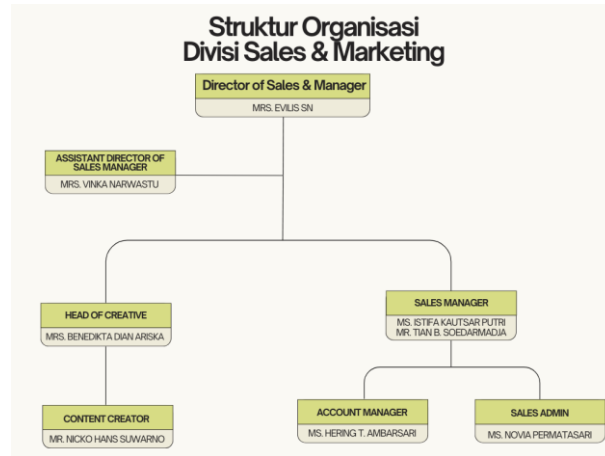 Struktur Organisasi
Divisi Sales & Marketing
Director of Sales & Manager
MRS. EVILIS SN
ASSISTANT DIRECTOR OF
SALES MANAGER
MRS. VINKA NARWASTU
HEAD OF CREATIVE
MRS. BENEDIKTA DIAN ARISKA
SALES MANAGER
MS. ISTIFA KAUTSAR PUTRI
MR. TIAN B. SOEDARMADJA
CONTENT CREATOR
MR. NICKO HANS SUWARNO
ACCOUNT MANAGER
MS. HERING T. AMBARSARI
SALES ADMIN
MS. NOVIA PERMATASARI